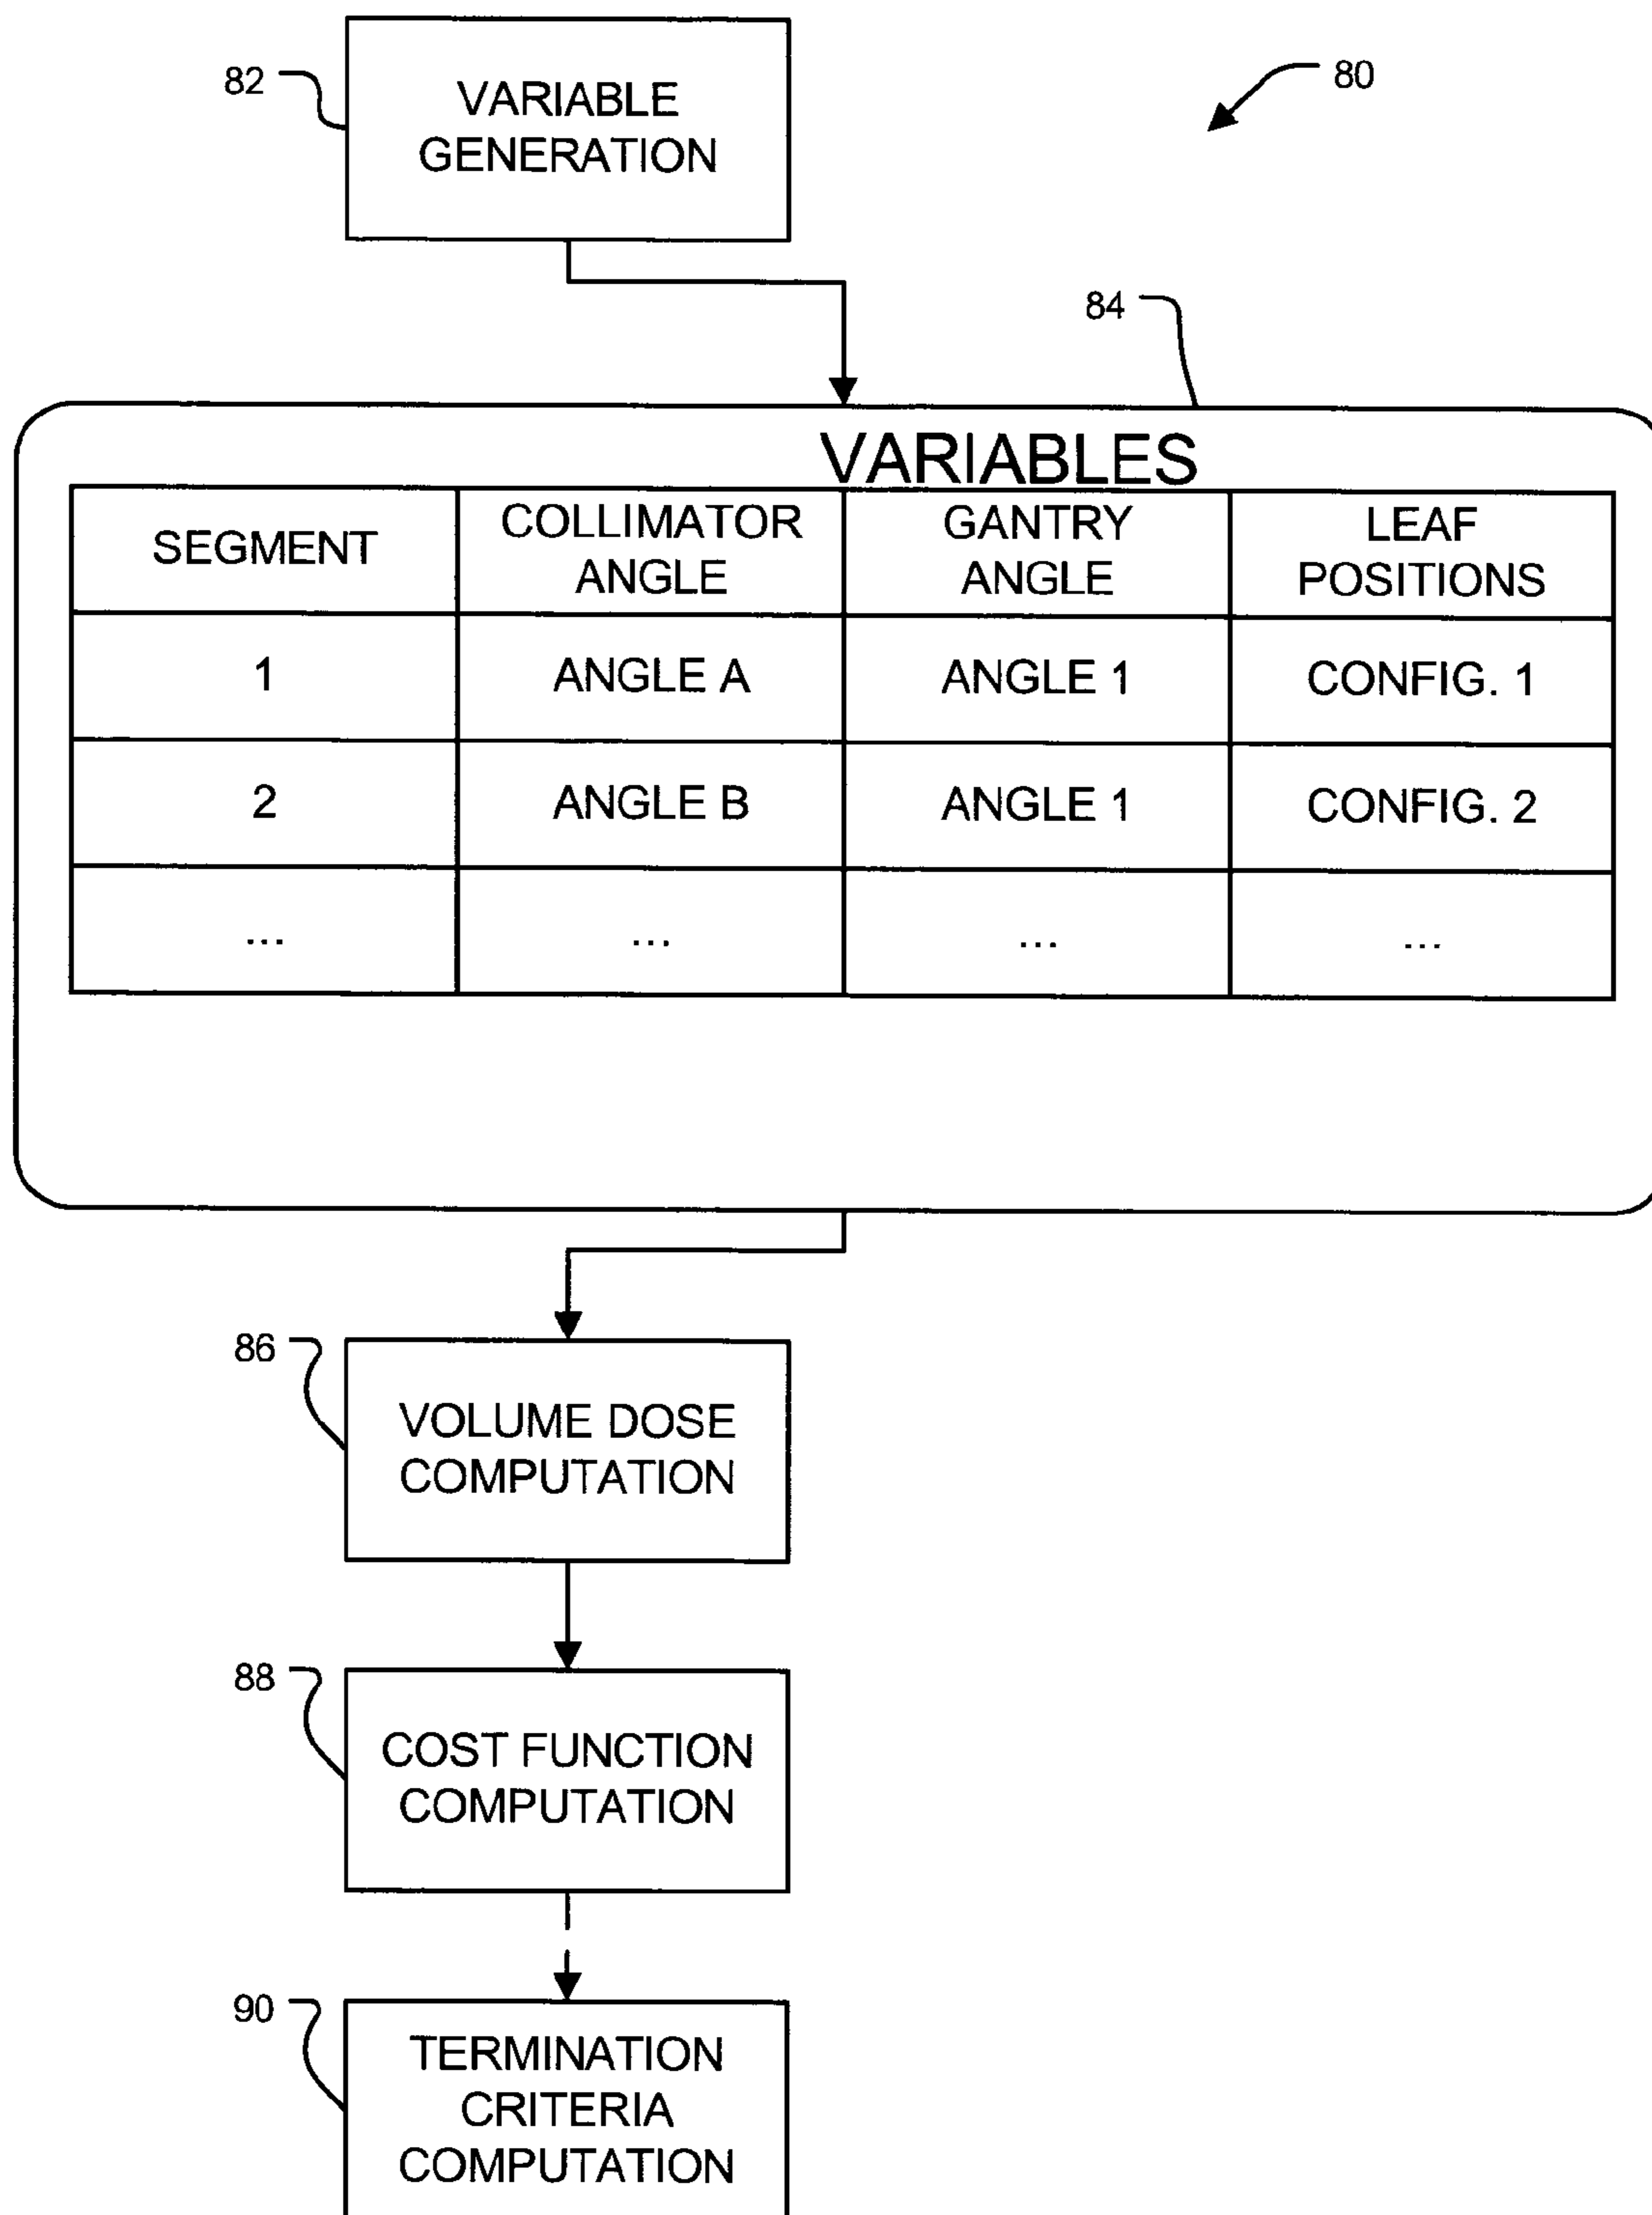 80
82
VARIABLE
GENERATION
84
VARIABLES
SEGMENT
COLLIMATOR
ANGLE
GANTRY
ANGLE
LEAF
POSITIONS
1
ANGLE A
ANGLE 1
CONFIG. 1
2
ANGLE B
ANGLE 1
CONFIG. 2
...
...
...
...
86
VOLUME DOSE
COMPUTATION
88
COST FUNCTION
COMPUTATION
90
TERMINATION
CRITERIA
COMPUTATION